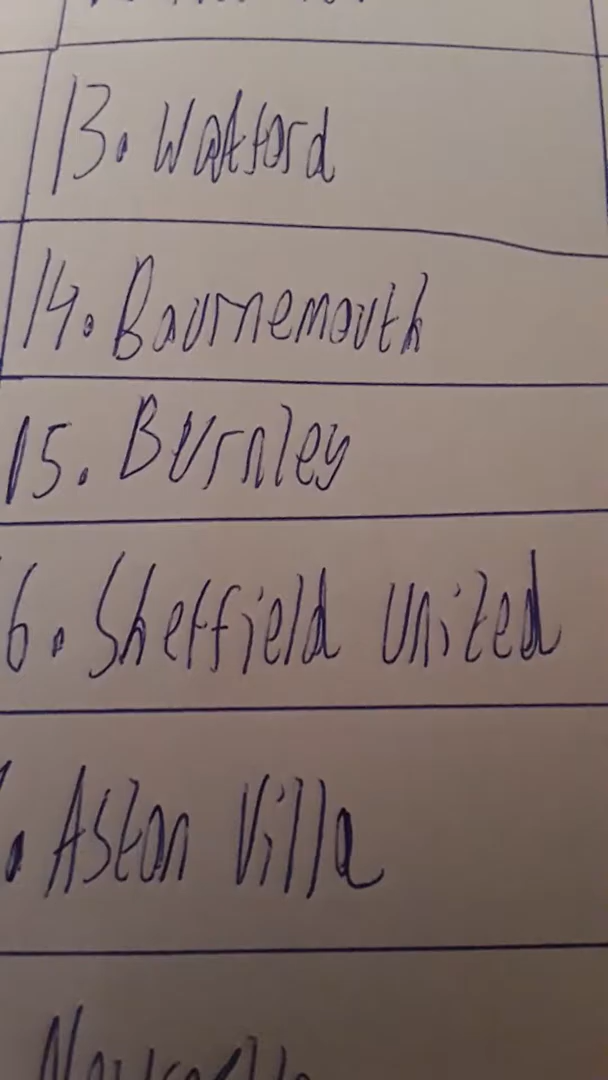 13. Watford
14. Bournemouth
15. Burnley
6. Sheffield United
. Aston Villa